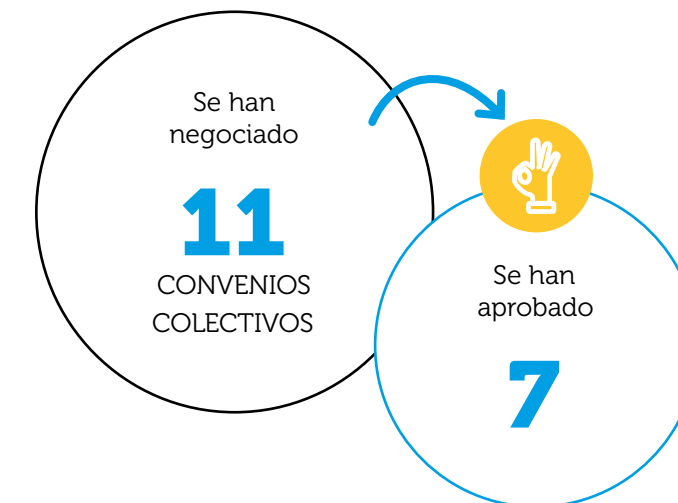 Se han
negociado
11
CONVENIOS
COLECTIVOS
Se han
aprobado
7